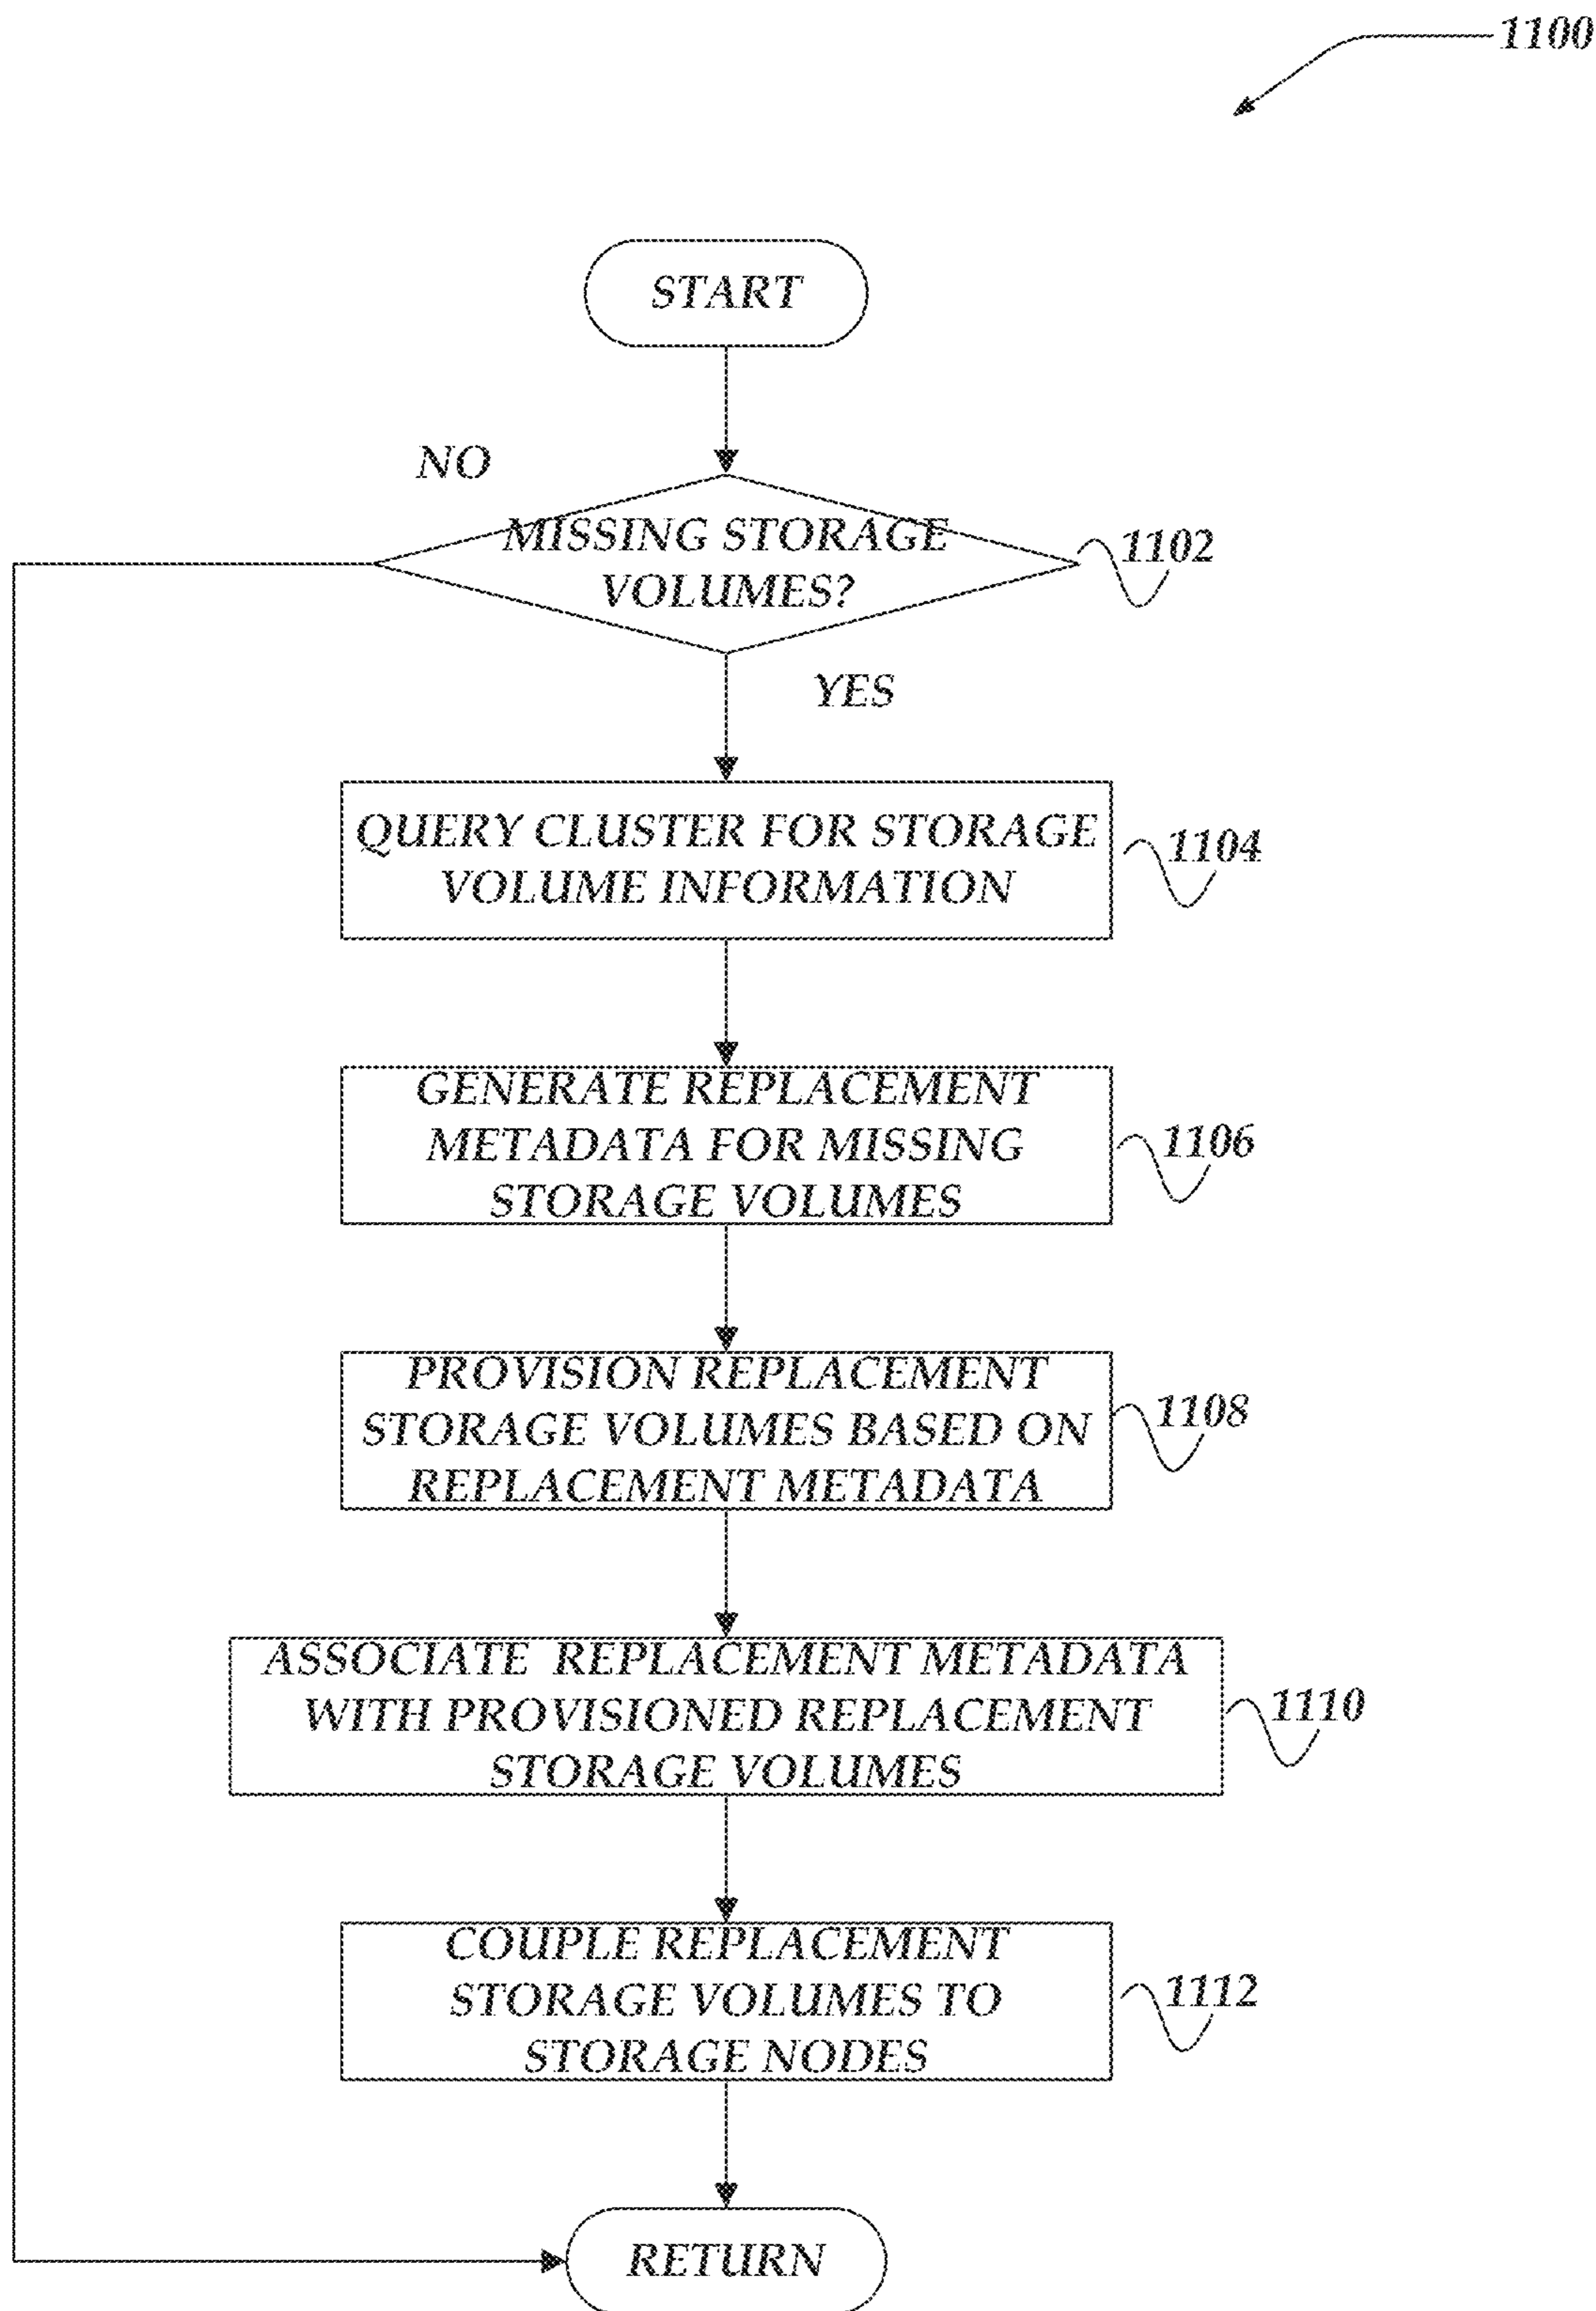 1100
START
NO
MISSING STORAGE
VOLUMES?
1102
YES
QUERY CLUSTER FOR STORAGE
VOLUME INFORMATION
1104
GENERATE REPLACEMENT
METADATA FOR MISSING
STORAGE VOLUMES
1106
PROVISION REPLACEMENT
STORAGE VOLUMES BASED ON
REPLACEMENT METADATA
1108
ASSOCIATE REPLACEMENT METADATA
WITH PROVISIONED REPLACEMENT
STORAGE VOLUMES
1110
COUPLE REPLACEMENT
STORAGE VOLUMES TO
STORAGE NODES
1112
RETURN